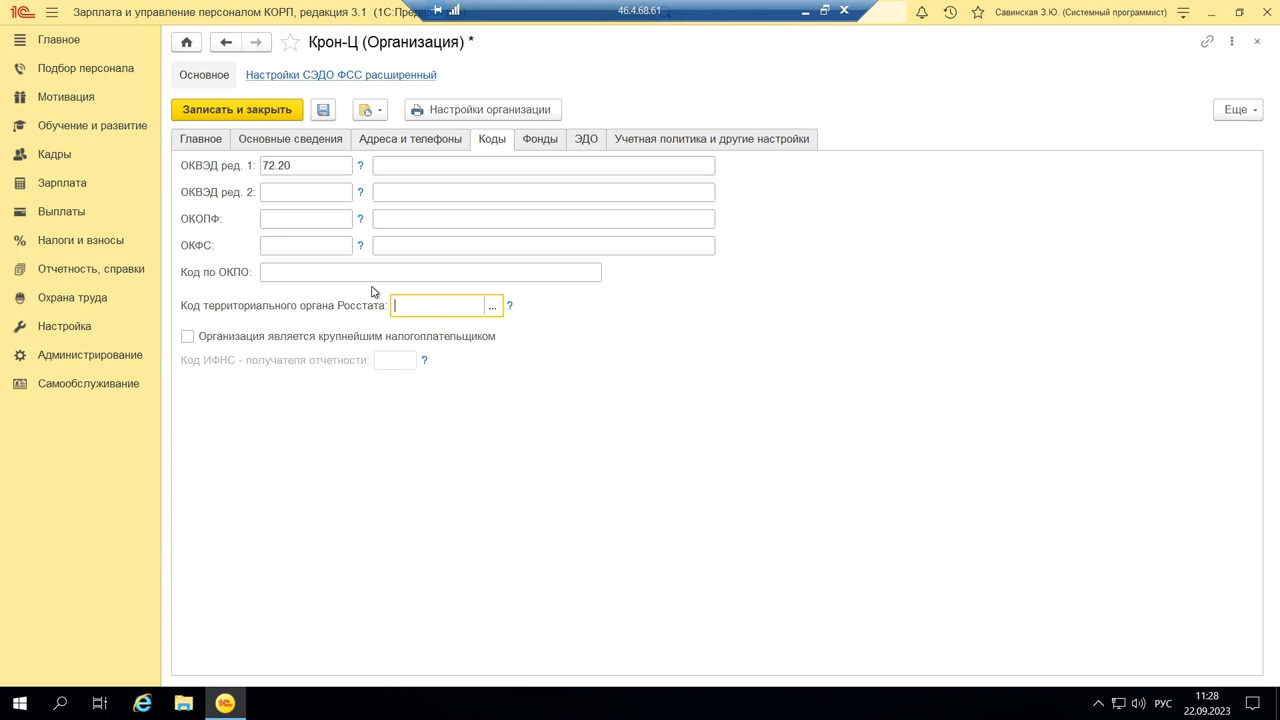 Зарплата и управление персоналом КОРП, редакция 3.1 (1С:Пре
46.4.68.61
Савинская З.Ю. (Системный программист)
Главное
Подбор персонала
Мотивация
Обучение и развитие
Кадры
Зарплата
Выплаты
Налоги и взносы
Отчетность, справки
Охрана труда
Настройка
Администрирование
Самообслуживание
Крон-Ц (Организация) *
Основное Настройки СЭДО ФСС расширенный
Записать и закрыть Настройки организации Еще
Главное Основные сведения Адреса и телефоны Коды Фонды ЭДО Учетная политика и другие настройки
ОКВЭД ред. 1: 72.20 ?
ОКВЭД ред. 2: ?
ОКОПФ: ?
ОКФС: ?
Код по ОКПО:
Код территориального органа Росстата: ... ?
Организация является крупнейшим налогоплательщиком
Код ИФНС - получателя отчетности: ?
РУС
11:28
22.09.2023